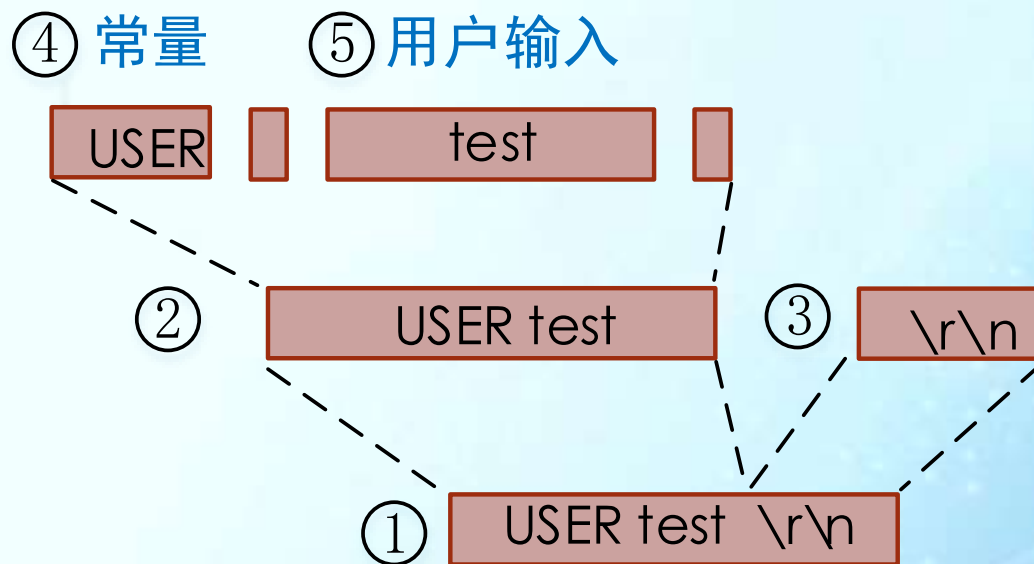 ④ 常量 ⑤ 用户输入
USER test
② USER test ③ \r\n
① USER test \r\n